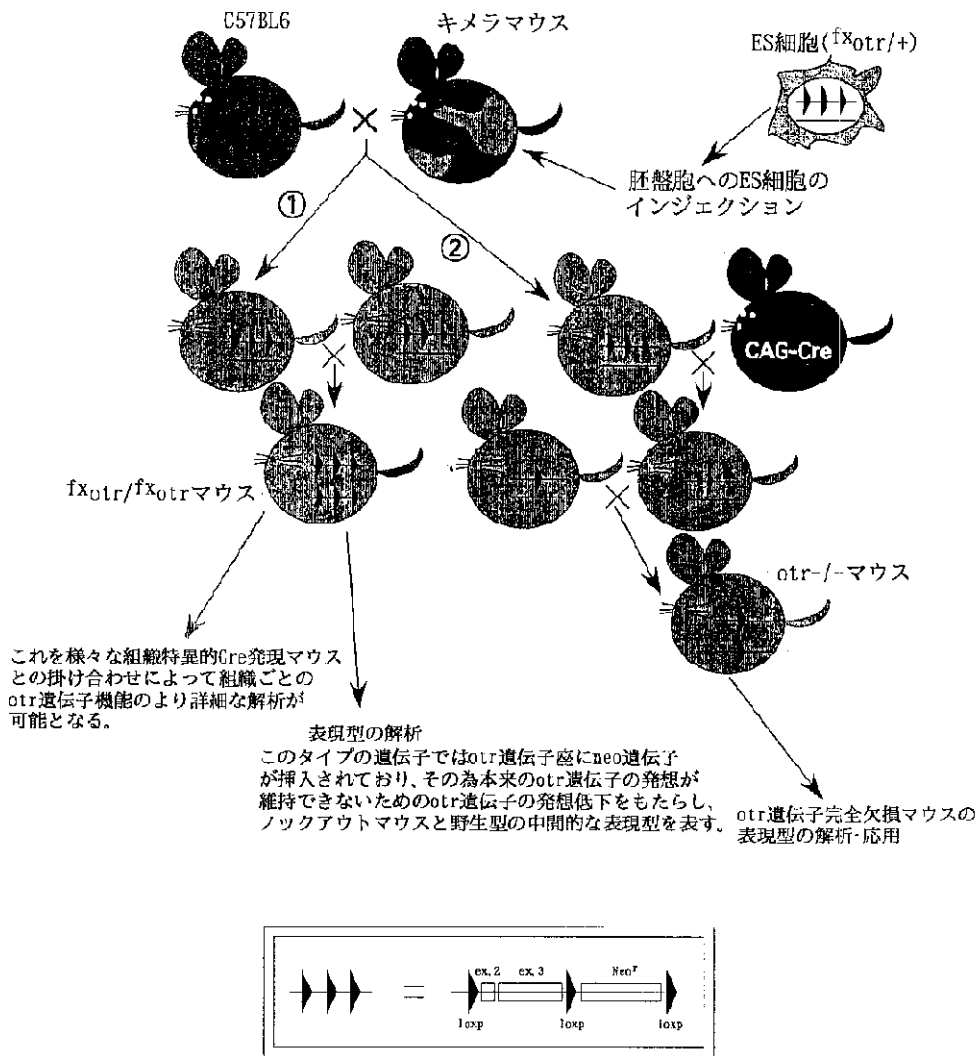 C57BL6
キメラマウス
ES細胞(fxotr/+)
胚盤胞へのES細胞の
インジェクション
①
②
CAG-Cre
fxotr/fxotrマウス
otr-/-マウス
これを様々な組織特異的Cre発現マウス
との掛け合わせによって組織ごとの
otr遺伝子機能のより詳細な解析が
可能となる。
表現型の解析
このタイプの遺伝子ではotr遺伝子座にneo遺伝子
が挿入されており、その為本来のotr遺伝子の発想が
維持できないためのotr遺伝子の発想低下をもたらし、
ノックアウトマウスと野生型の中間的な表現型を表す。
otr遺伝子完全欠損マウスの
表現型の解析・応用
ex.2 ex.3 Neoʳ
=
loxp loxp loxp